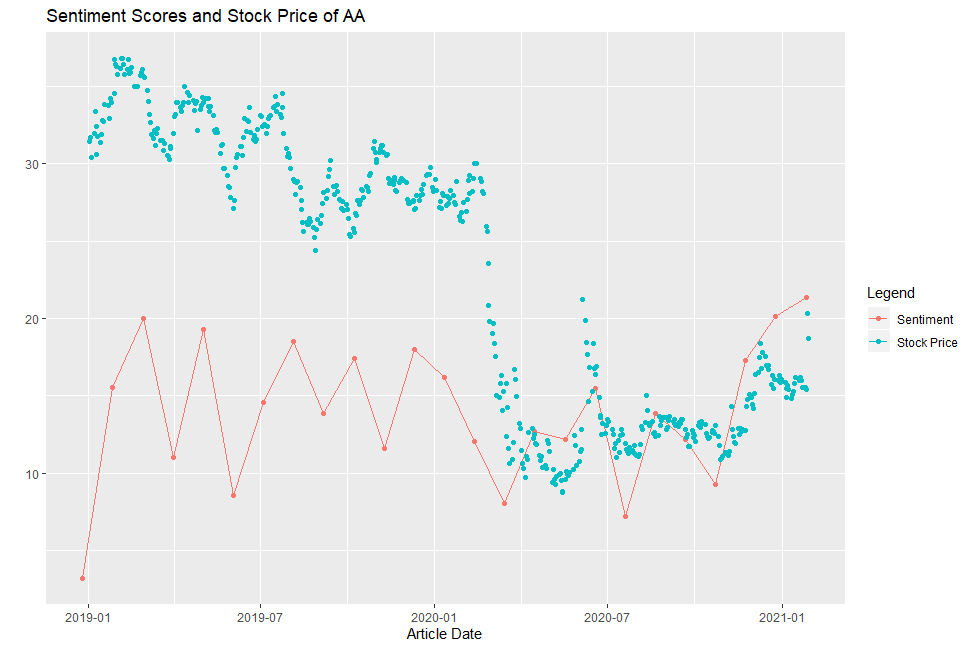 Sentiment Scores and Stock Price of AA
30
20
10
2019-01
2019-07
2020-01
2020-07
2021-01
Article Date
Legend
Sentiment
Stock Price